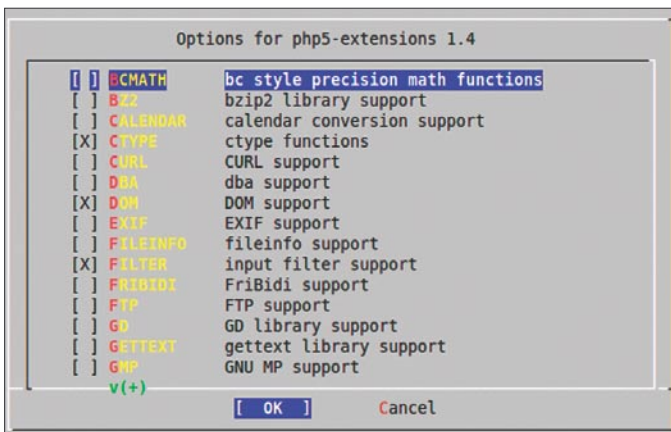 Options for php5-extensions 1.4
[ ] BCMATH bc style precision math functions
[ ] BZ2 bzip2 library support
[ ] CALENDAR calendar conversion support
[X] CTYPE ctype functions
[ ] CURL CURL support
[ ] DBA dba support
[X] DOM DOM support
[ ] EXIF EXIF support
[ ] FILEINFO fileinfo support
[X] FILTER input filter support
[ ] FRIBIDI FriBidi support
[ ] FTP FTP support
[ ] GD GD library support
[ ] GETTEXT gettext library support
[ ] GMP GNU MP support
v(+)
[ OK ] Cancel